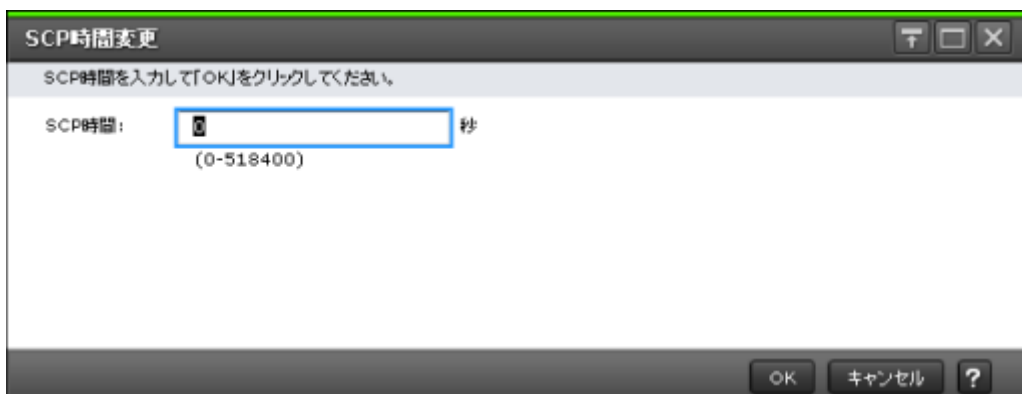 SCP時間変更
SCP時間を入力して「OK」をクリックしてください。
SCP時間: 0 秒
(0-518400)
OK キャンセル ?